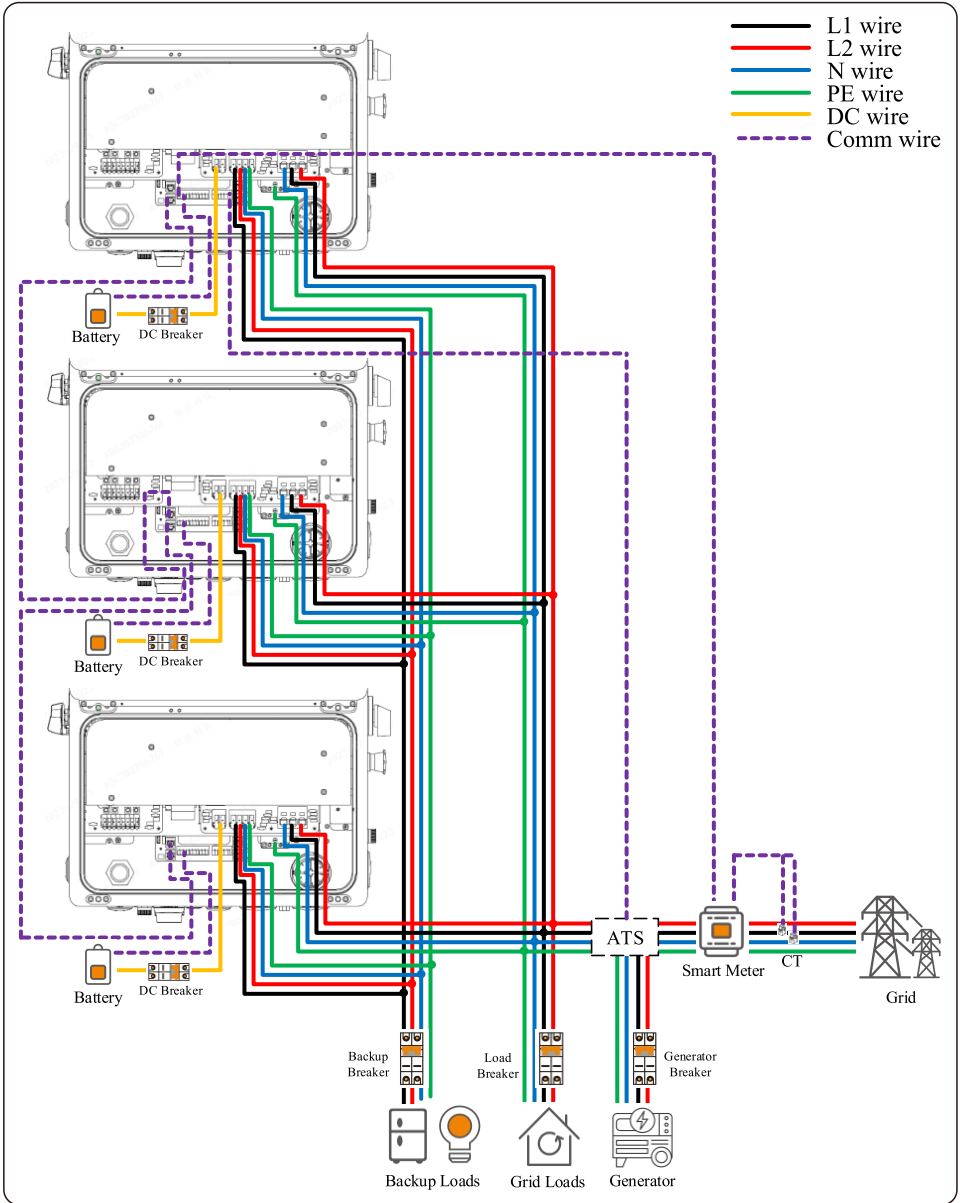 L1 wire
L2 wire
N wire
PE wire
DC wire
Comm wire
Battery
DC Breaker
Battery
DC Breaker
Battery
DC Breaker
ATS
Smart Meter
CT
Grid
Backup
Breaker
Load
Breaker
Generator
Breaker
Backup Loads
Grid Loads
Generator